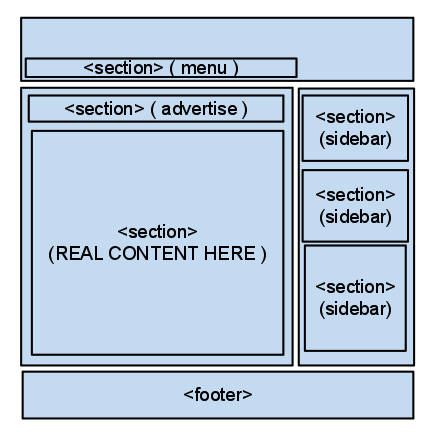 <section> ( menu )
<section> ( advertise )
<section>
(REAL CONTENT HERE )
<section>
(sidebar)
<section>
(sidebar)
<section>
(sidebar)
<footer>